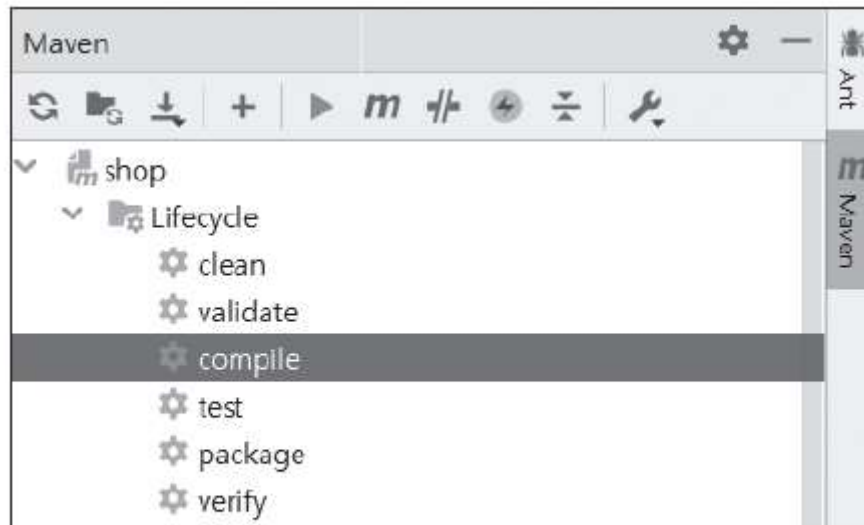 Maven
Ant
m
shop
Lifecycle
clean
validate
compile
test
package
verify
m Maven